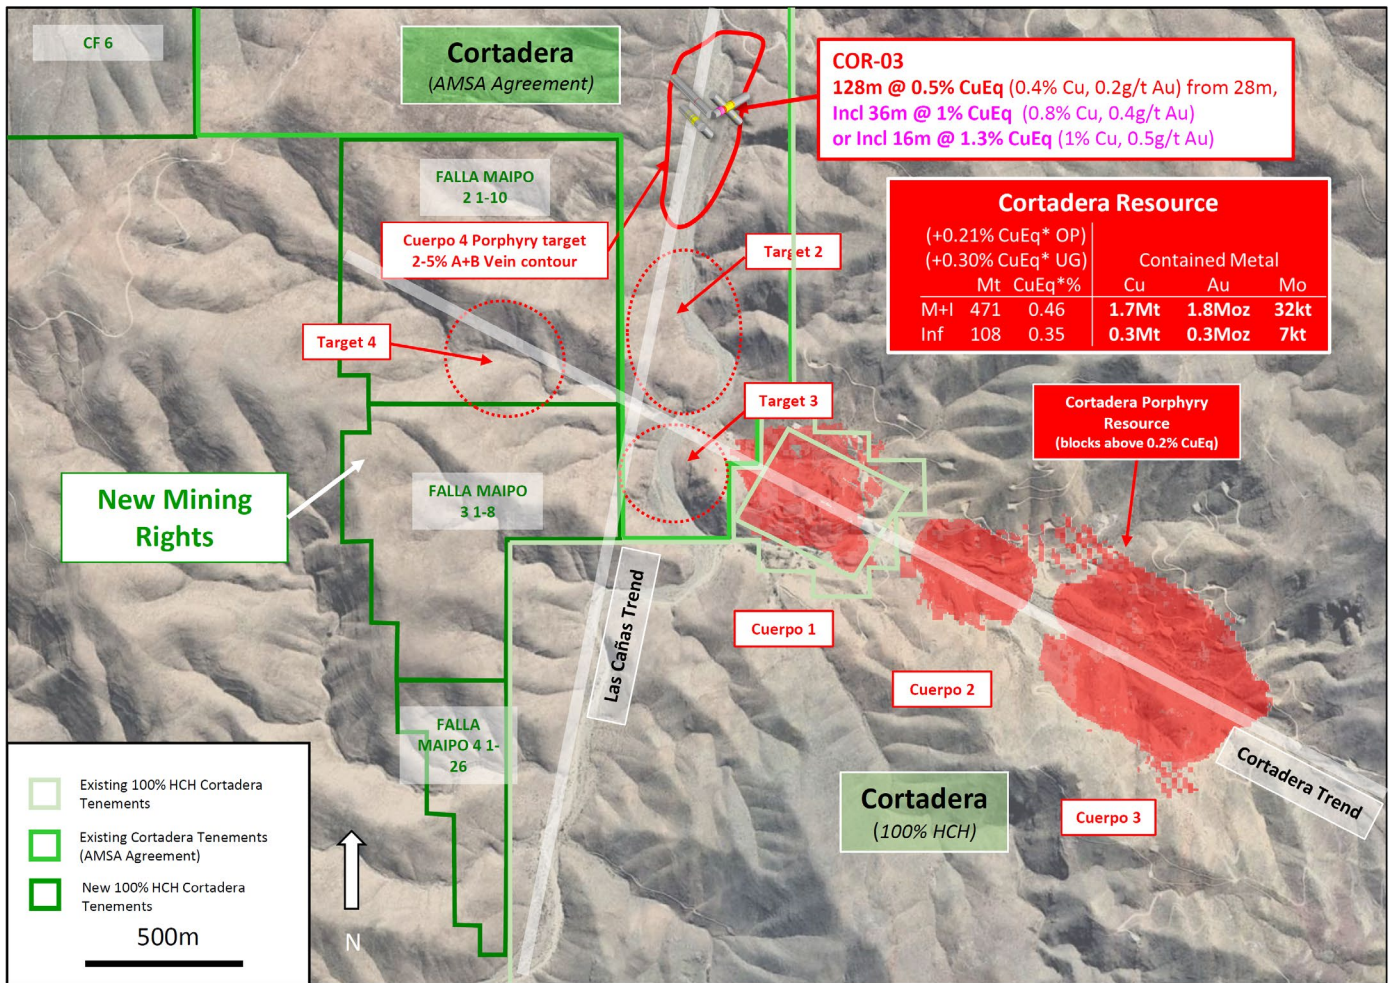 CF 6
Cortadera
(AMSA Agreement)
COR-03
128m @ 0.5% CuEq (0.4% Cu, 0.2g/t Au) from 28m,
Incl 36m @ 1% CuEq (0.8% Cu, 0.4g/t Au)
or Incl 16m @ 1.3% CuEq (1% Cu, 0.5g/t Au)
FALLA MAIPO
2 1-10
Cuerpo 4 Porphyry target
2-5% A+B Vein contour
Target 2
Cortadera Resource
(+0.21% CuEq* OP)
(+0.30% CuEq* UG) Contained Metal
Mt CuEq*% Cu Au Mo
M+I 471 0.46 1.7Mt 1.8Moz 32kt
Inf 108 0.35 0.3Mt 0.3Moz 7kt
Target 4
Target 3
Cortadera Porphyry
Resource
(blocks above 0.2% CuEq)
New Mining
Rights
FALLA MAIPO
3 1-8
Las Cañas Trend
Cuerpo 1
Cuerpo 2
FALLA
MAIPO 4 1-
26
Cortadera
(100% HCH)
Cuerpo 3
Cortadera Trend
Existing 100% HCH Cortadera
Tenements
Existing Cortadera Tenements
(AMSA Agreement)
New 100% HCH Cortadera
Tenements
500m
N